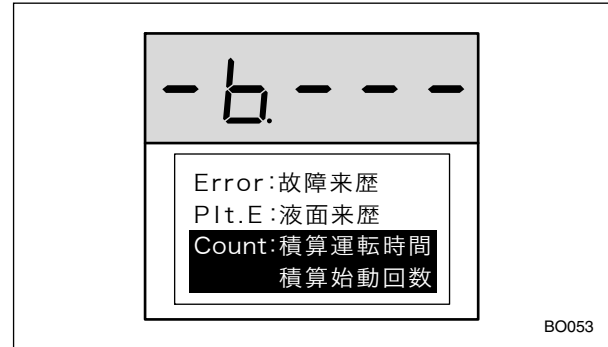 -b.---
Error:故障来歴
Plt.E:液面来歴
Count:積算運転時間
積算始動回数
BO053